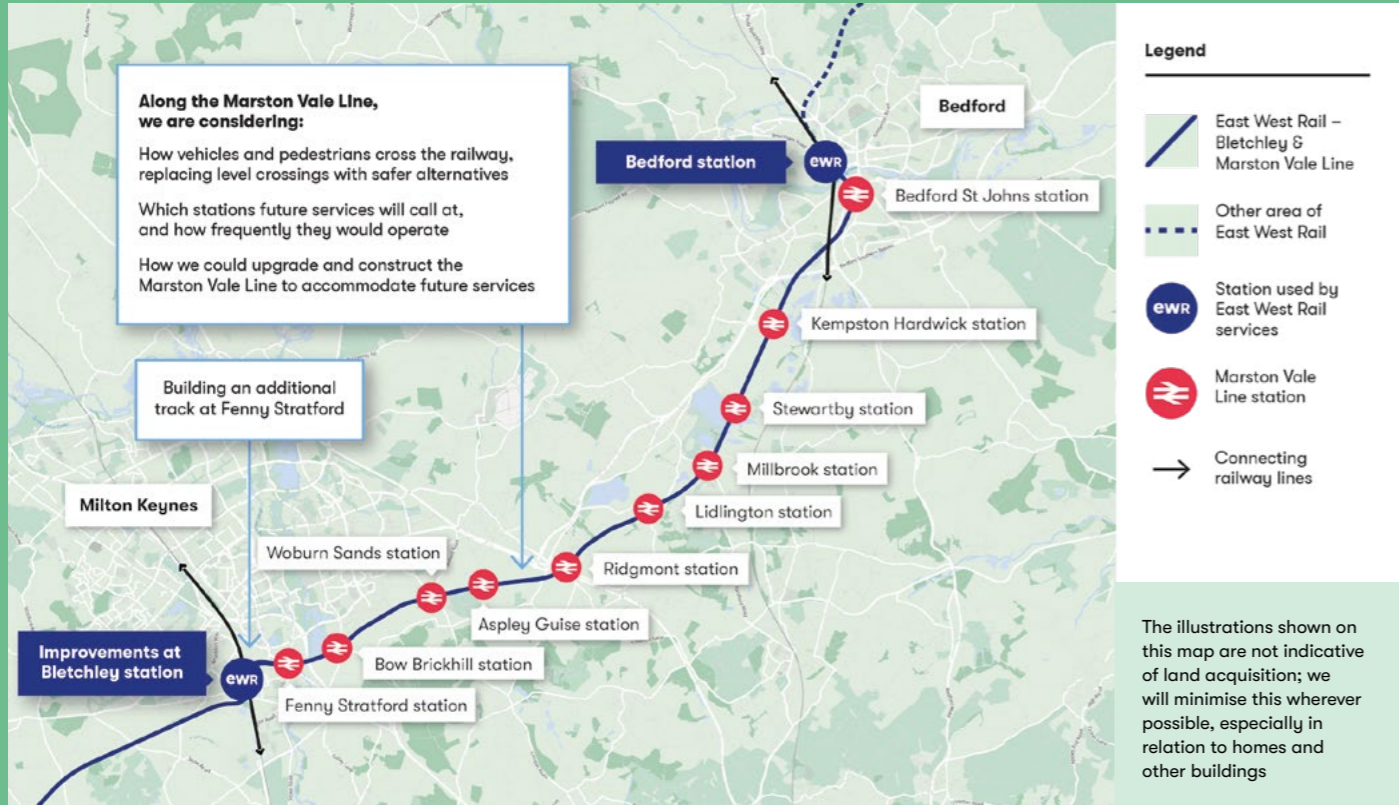 Along the Marston Vale Line,
we are considering:
How vehicles and pedestrians cross the railway,
replacing level crossings with safer alternatives
Which stations future services will call at,
and how frequently they would operate
How we could upgrade and construct the
Marston Vale Line to accommodate future services
Building an additional
track at Fenny Stratford
Milton Keynes
Improvements at
Bletchley station
ewR
Fenny Stratford station
Bow Brickhill station
Woburn Sands station
Aspley Guise station
Ridgmont station
Lidlington station
Millbrook station
Stewartby station
Kempston Hardwick station
Bedford St Johns station
Bedford station
ewR
Bedford
Legend
East West Rail –
Bletchley &
Marston Vale Line
Other area of
East West Rail
ewR
Station used by
East West Rail
services
Marston Vale
Line station
Connecting
railway lines
The illustrations shown on
this map are not indicative
of land acquisition; we
will minimise this wherever
possible, especially in
relation to homes and
other buildings